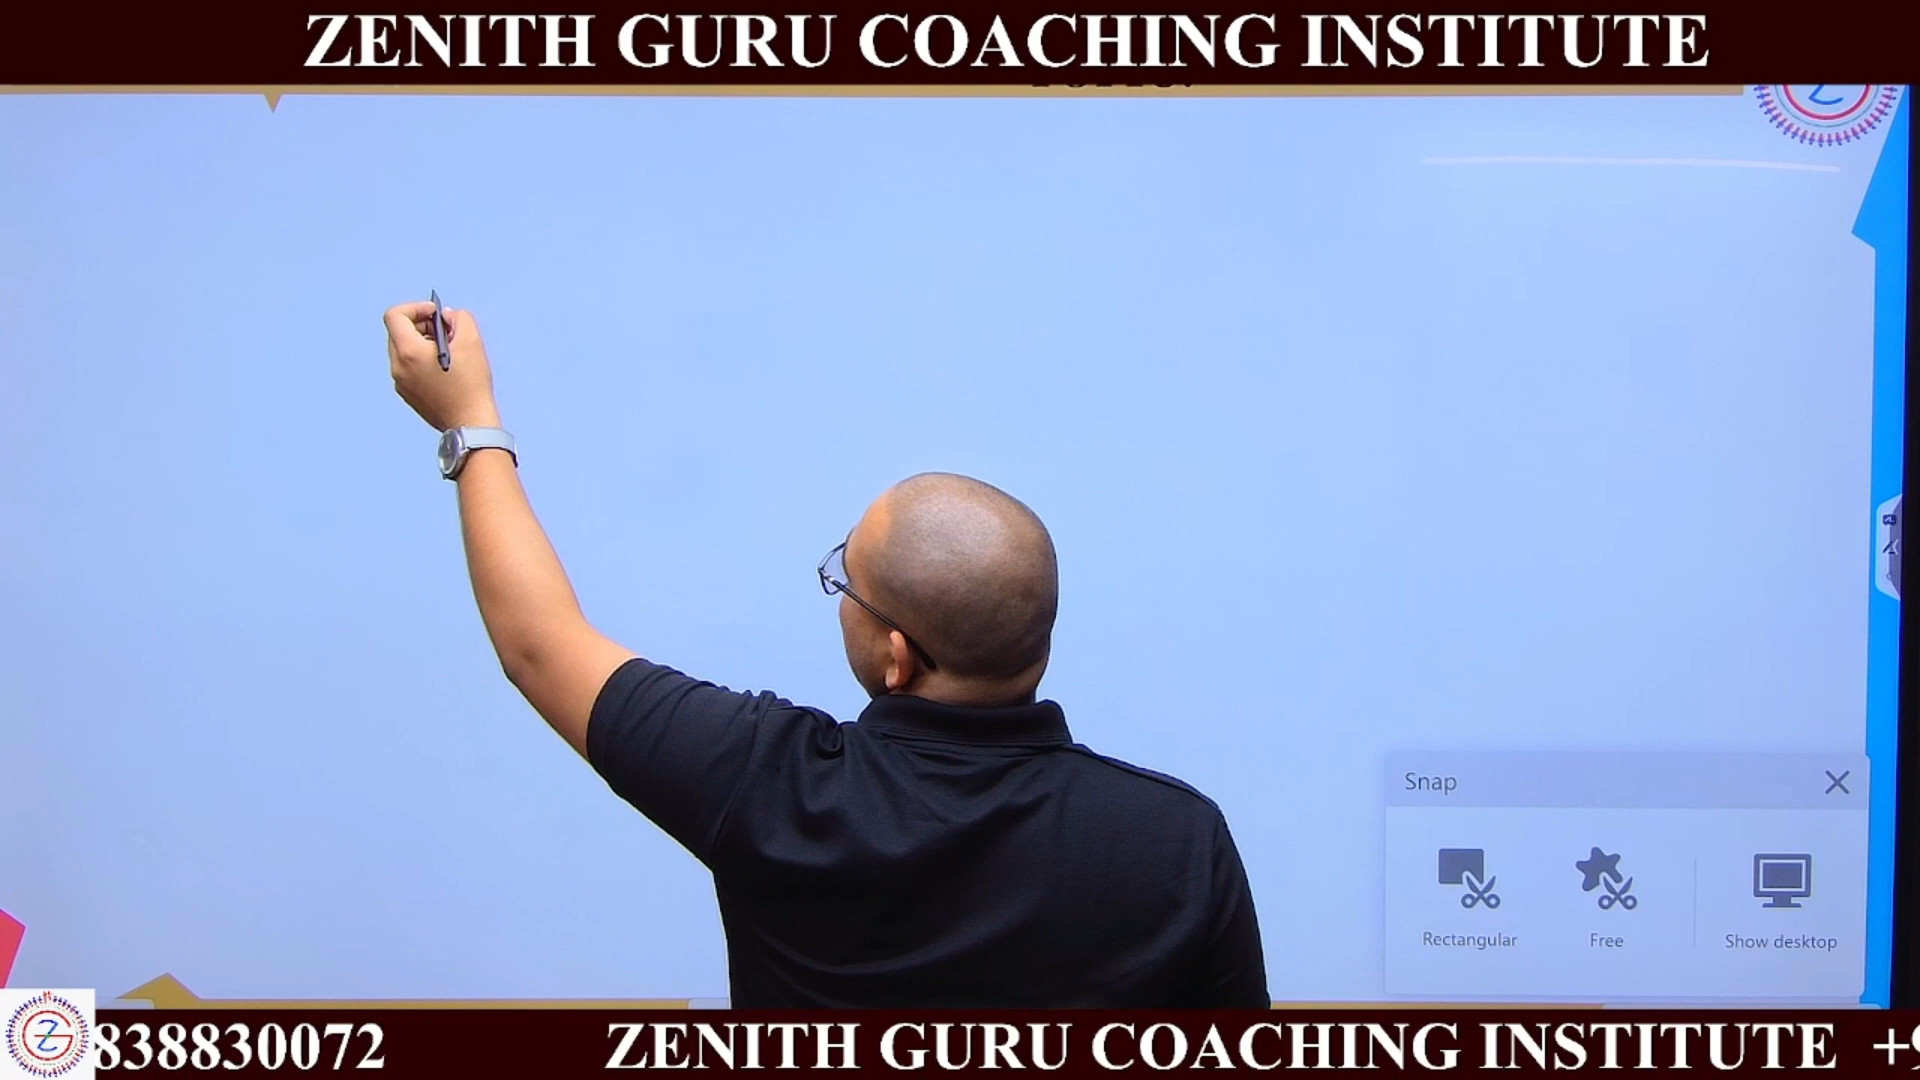 ZENITH GURU COACHING INSTITUTE
Snap
Rectangular
Free
Show desktop
838830072 ZENITH GURU COACHING INSTITUTE +9